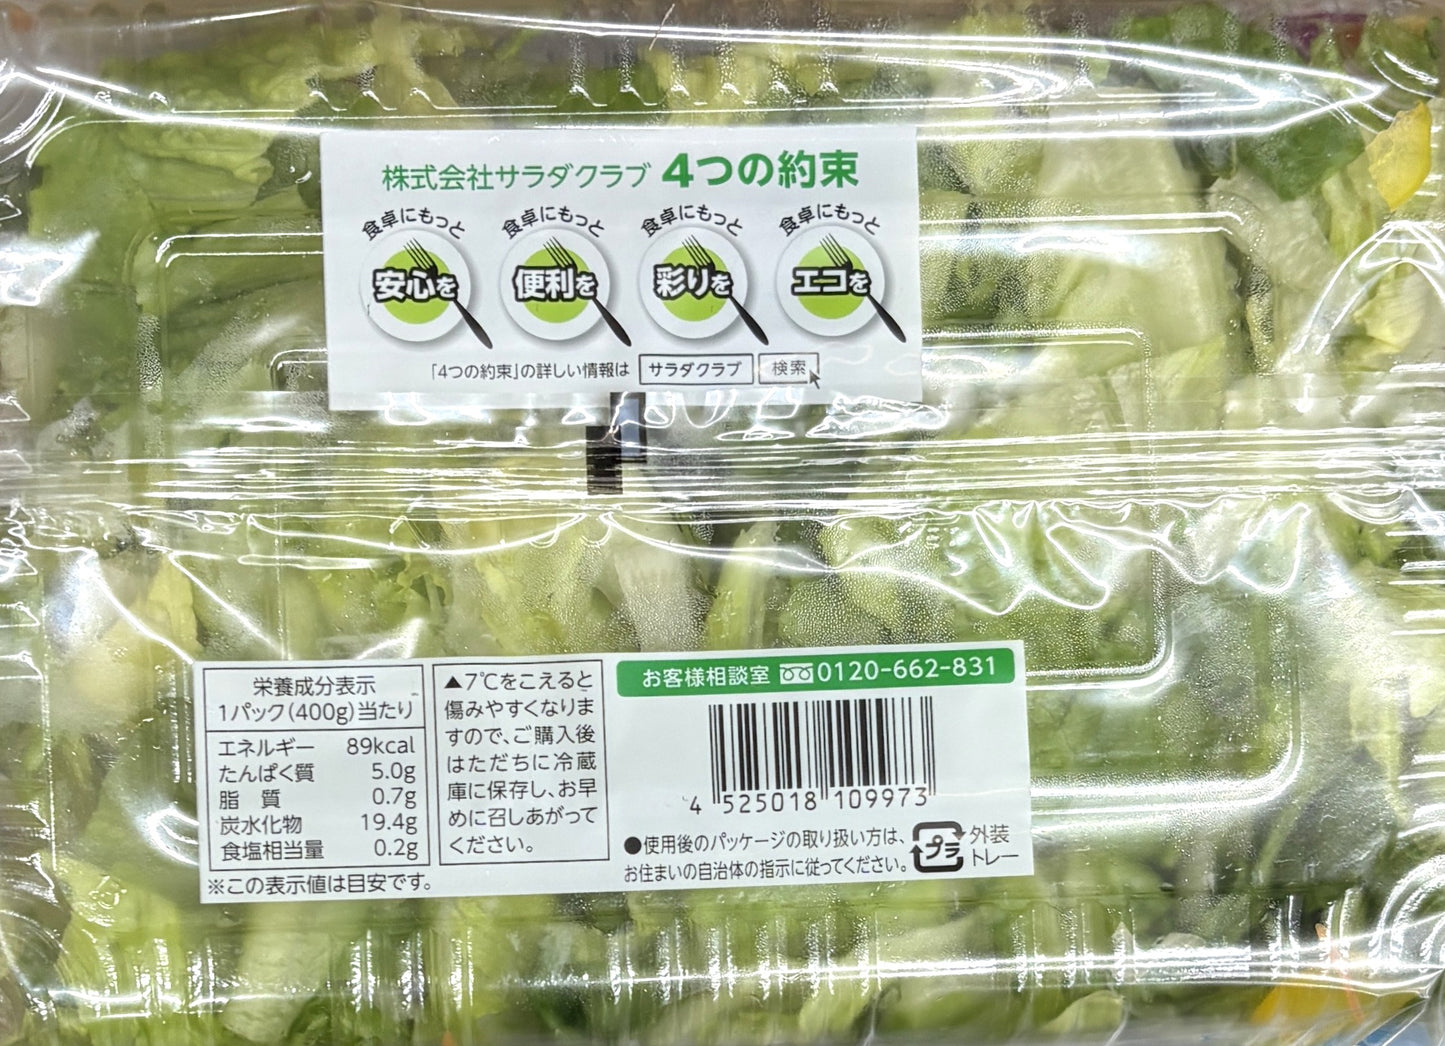 株式会社サラダクラブ 4つの約束
食卓にもっと 食卓にもっと 食卓にもっと 食卓にもっと
安心を 便利を 彩りを エコを
「4つの約束」の詳しい情報は サラダクラブ 検索
栄養成分表示
1パック(400g)当たり
エネルギー 89kcal
たんぱく質 5.0g
脂 質 0.7g
炭水化物 19.4g
食塩相当量 0.2g
※この表示値は目安です。
▲7℃をこえると
傷みやすくなりま
すので、ご購入後
はただちに冷蔵
庫に保存し、お早
めに召しあがって
ください。
お客様相談室 0120-662-831
4 525018 109973
●使用後のパッケージの取り扱い方は、
お住まいの自治体の指示に従ってください。
プラ
外装
トレー